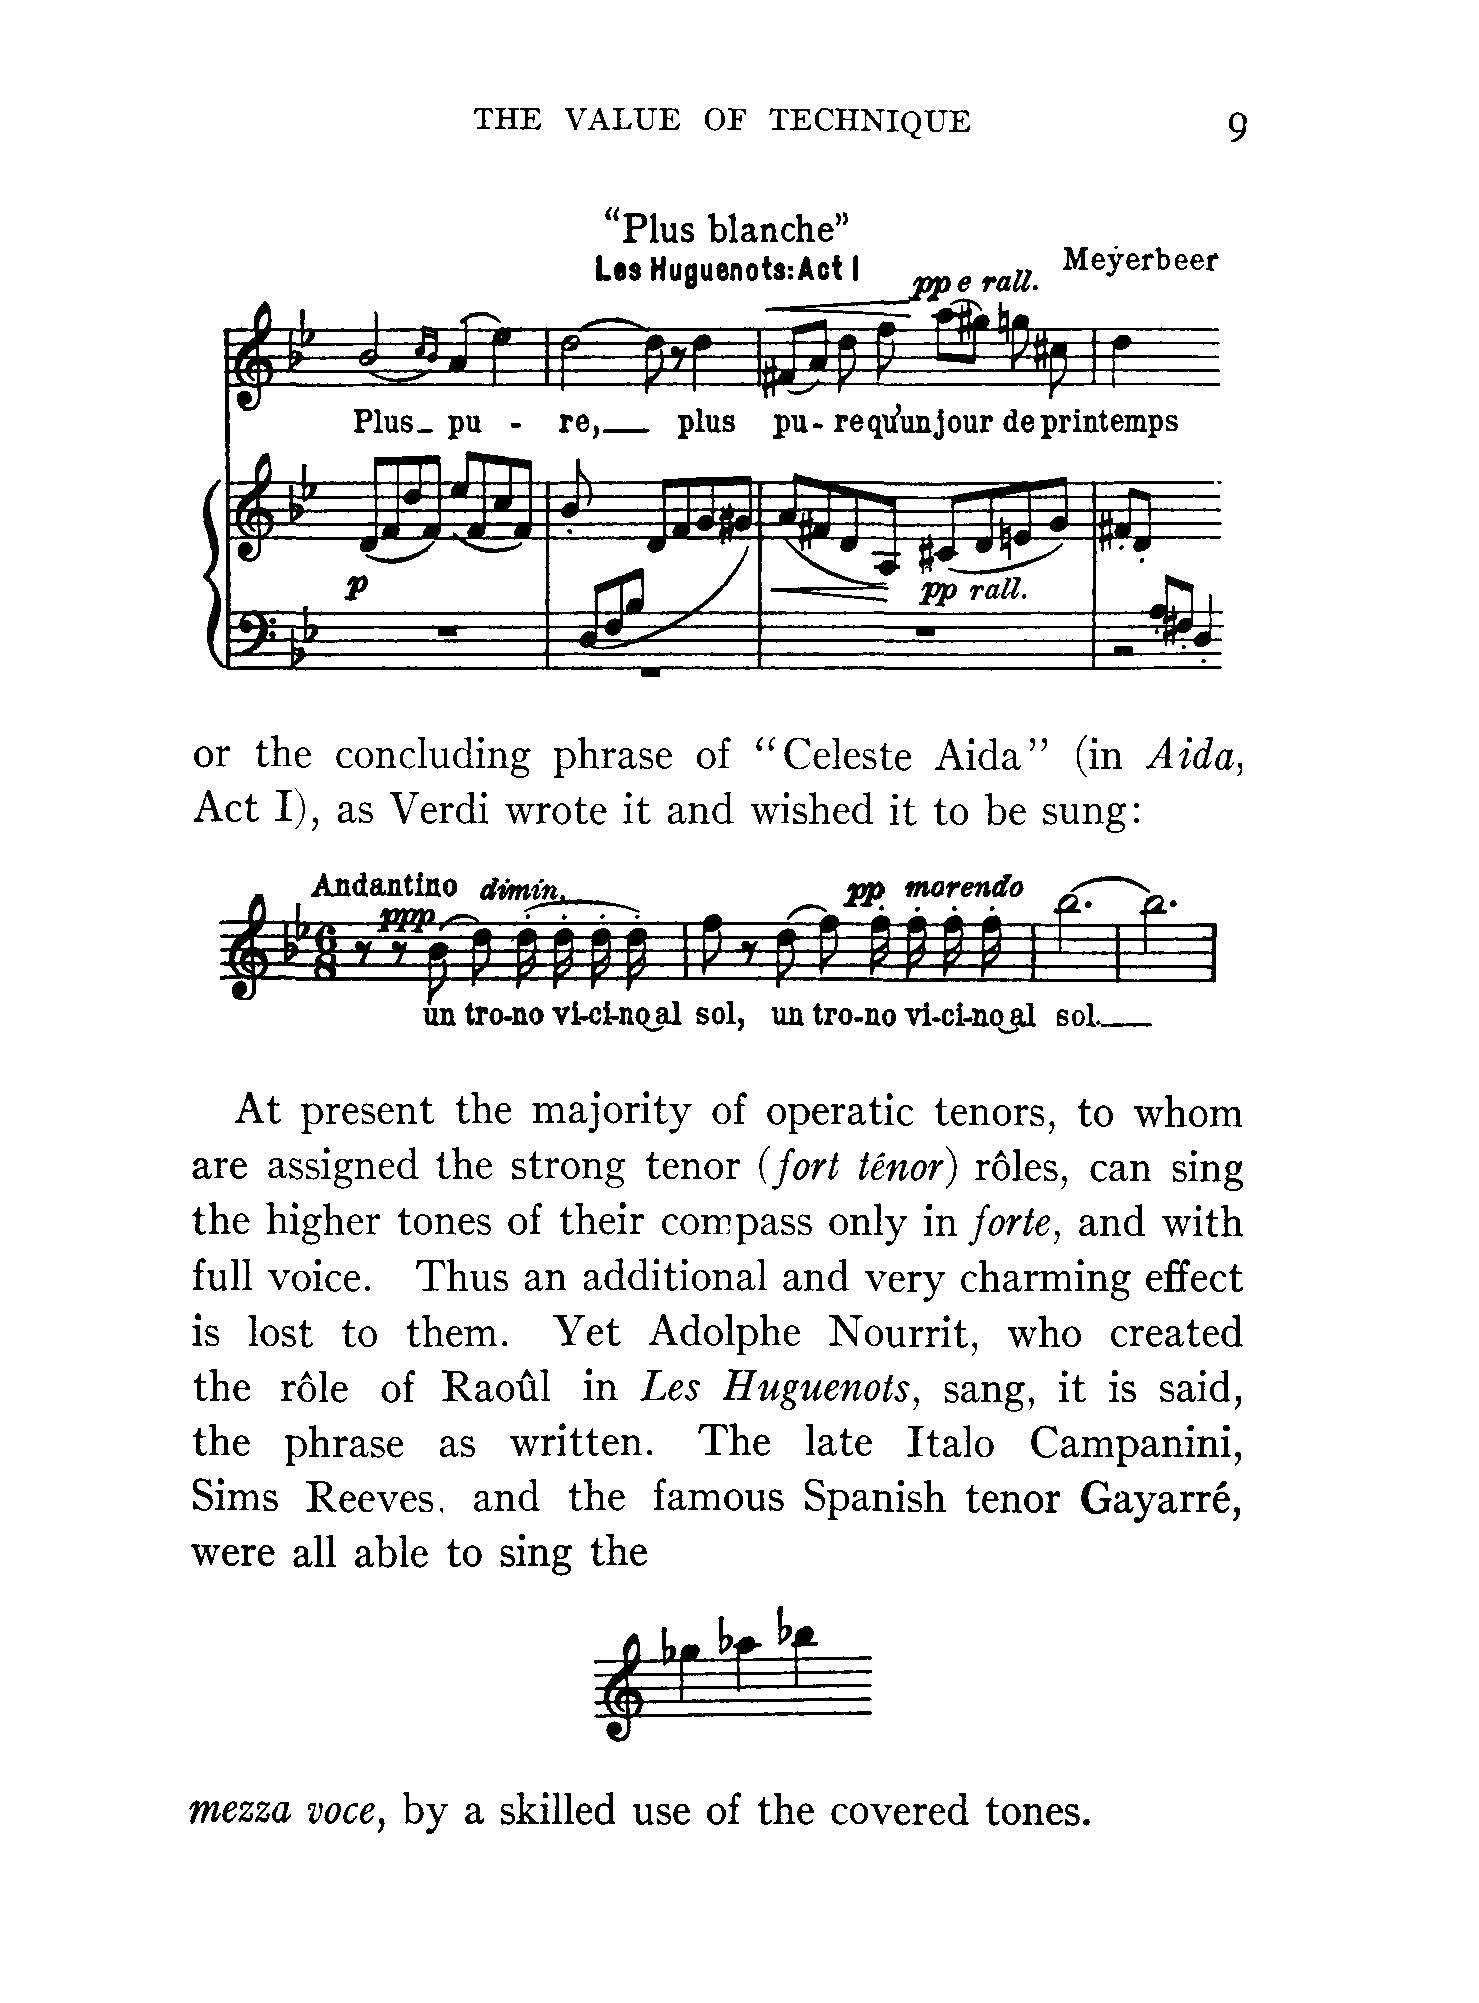 THE VALUE OF TECHNIQUE 9
"Plus blanche"
Les Huguenots: Act I
Meyerbeer
pp e rall.
Plus_ pu - re,__ plus pu- re qu'un jour de printemps
p
pp rall.
or the concluding phrase of "Celeste Aida" (in Aida,
Act I), as Verdi wrote it and wished it to be sung:
Andantino dimin. pp morendo
ppp
6
8
un tro-no vi-ci-no al sol, un tro-no vi-ci-no al sol.__
At present the majority of operatic tenors, to whom
are assigned the strong tenor (fort ténor) rôles, can sing
the higher tones of their compass only in forte, and with
full voice. Thus an additional and very charming effect
is lost to them. Yet Adolphe Nourrit, who created
the rôle of Raoûl in Les Huguenots, sang, it is said,
the phrase as written. The late Italo Campanini,
Sims Reeves, and the famous Spanish tenor Gayarré,
were all able to sing the
mezza voce, by a skilled use of the covered tones.